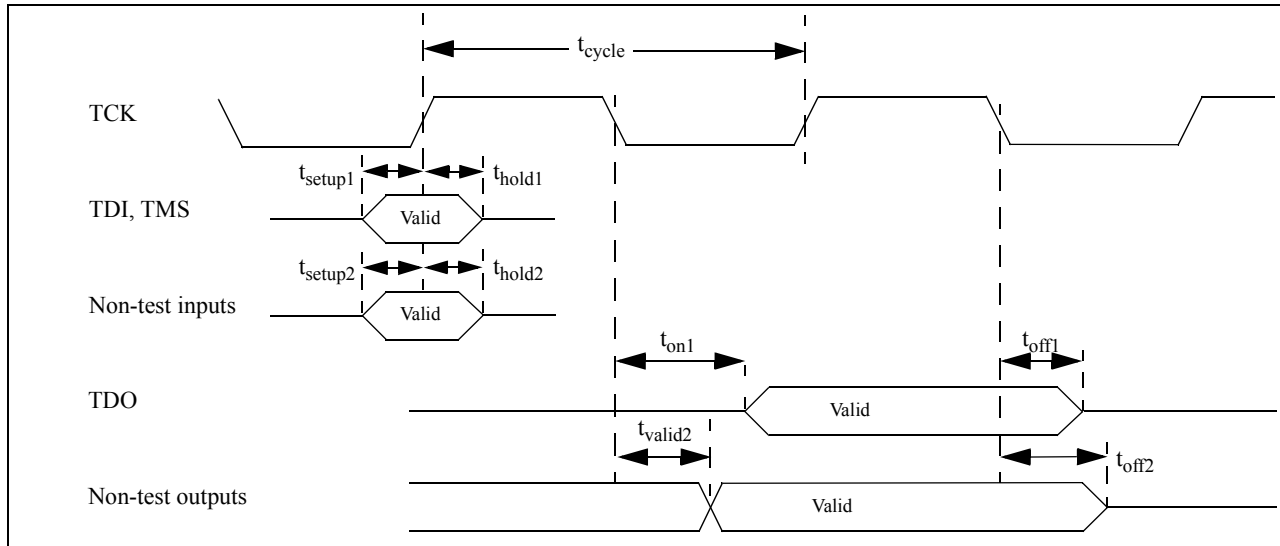 tcycle
TCK
tsetup1 thold1
TDI, TMS
Valid
tsetup2 thold2
Non-test inputs
Valid
ton1 toff1
TDO
Valid
tvalid2
toff2
Non-test outputs
Valid